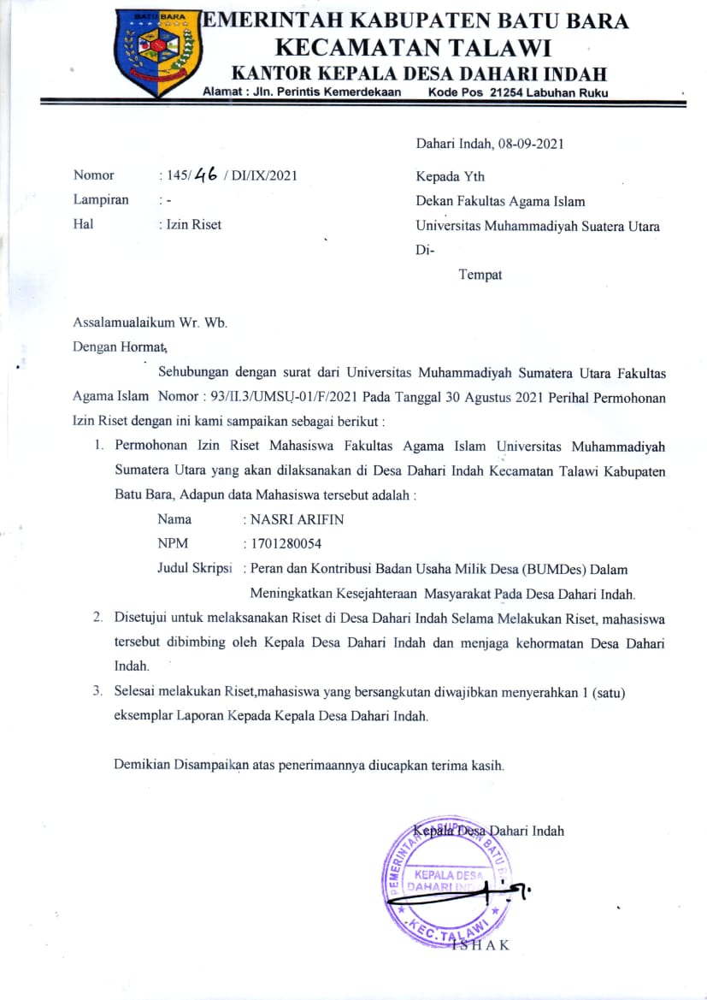 BATU BARA
EMERINTAH KABUPATEN BATU BARA
KECAMATAN TALAWI
KANTOR KEPALA DESA DAHARI INDAH
Alamat : Jln. Perintis Kemerdekaan Kode Pos 21254 Labuhan Ruku
Dahari Indah, 08-09-2021
Nomor : 145/ 46 / DI/IX/2021
Lampiran : -
Hal : Izin Riset
Kepada Yth
Dekan Fakultas Agama Islam
Universitas Muhammadiyah Suatera Utara
Di-
Tempat
Assalamualaikum Wr. Wb.
Dengan Hormat,
Sehubungan dengan surat dari Universitas Muhammadiyah Sumatera Utara Fakultas
Agama Islam Nomor : 93/II.3/UMSU-01/F/2021 Pada Tanggal 30 Agustus 2021 Perihal Permohonan
Izin Riset dengan ini kami sampaikan sebagai berikut :
1. Permohonan Izin Riset Mahasiswa Fakultas Agama Islam Universitas Muhammadiyah
Sumatera Utara yang akan dilaksanakan di Desa Dahari Indah Kecamatan Talawi Kabupaten
Batu Bara, Adapun data Mahasiswa tersebut adalah :
Nama : NASRI ARIFIN
NPM : 1701280054
Judul Skripsi : Peran dan Kontribusi Badan Usaha Milik Desa (BUMDes) Dalam
Meningkatkan Kesejahteraan Masyarakat Pada Desa Dahari Indah.
2. Disetujui untuk melaksanakan Riset di Desa Dahari Indah Selama Melakukan Riset, mahasiswa
tersebut dibimbing oleh Kepala Desa Dahari Indah dan menjaga kehormatan Desa Dahari
Indah.
3. Selesai melakukan Riset,mahasiswa yang bersangkutan diwajibkan menyerahkan 1 (satu)
eksemplar Laporan Kepada Kepala Desa Dahari Indah.
Demikian Disampaikan atas penerimaannya diucapkan terima kasih.
Kepala Desa Dahari Indah
PEMERINTAH KABUPATEN BATU BARA
KEPALA DESA
DAHARI INDAH
KEC. TALAWI
ISHAK